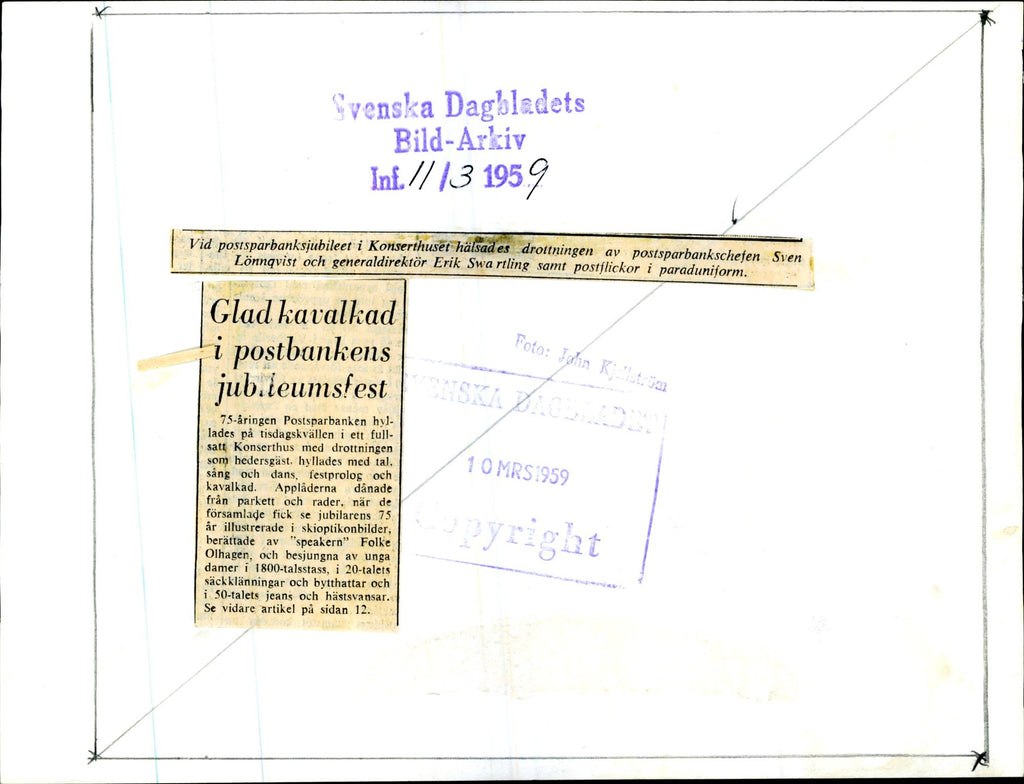 Svenska Dagbladets
Bild-Arkiv
Inf. 11/3 1959
Vid postsparbanksjubileet i Konserthuset hälsades drottningen av postsparbankschefen Sven
Lönnqvist och generaldirektör Erik Swartling samt postflickor i paraduniform.
Glad kavalkad
i postbankens
jubileumsfest
75-åringen Postsparbanken hyl-
lades på tisdagskvällen i ett full-
satt Konserthus med drottningen
som hedersgäst. hyllades med tal,
sång och dans, festprolog och
kavalkad. Applåderna dånade
från parkett och rader, när de
församlade fick se jubilarens 75
år illustrerade i skioptikonbilder,
berättade av "speakern" Folke
Olhagen, och besjungna av unga
damer i 1800-talsstass, i 20-talets
säckklänningar och bytthattar och
i 50-talets jeans och hästsvansar.
Se vidare artikel på sidan 12.
Foto: John Kjellström
SVENSKA DAGBLADET
10 MRS 1959
Copyright